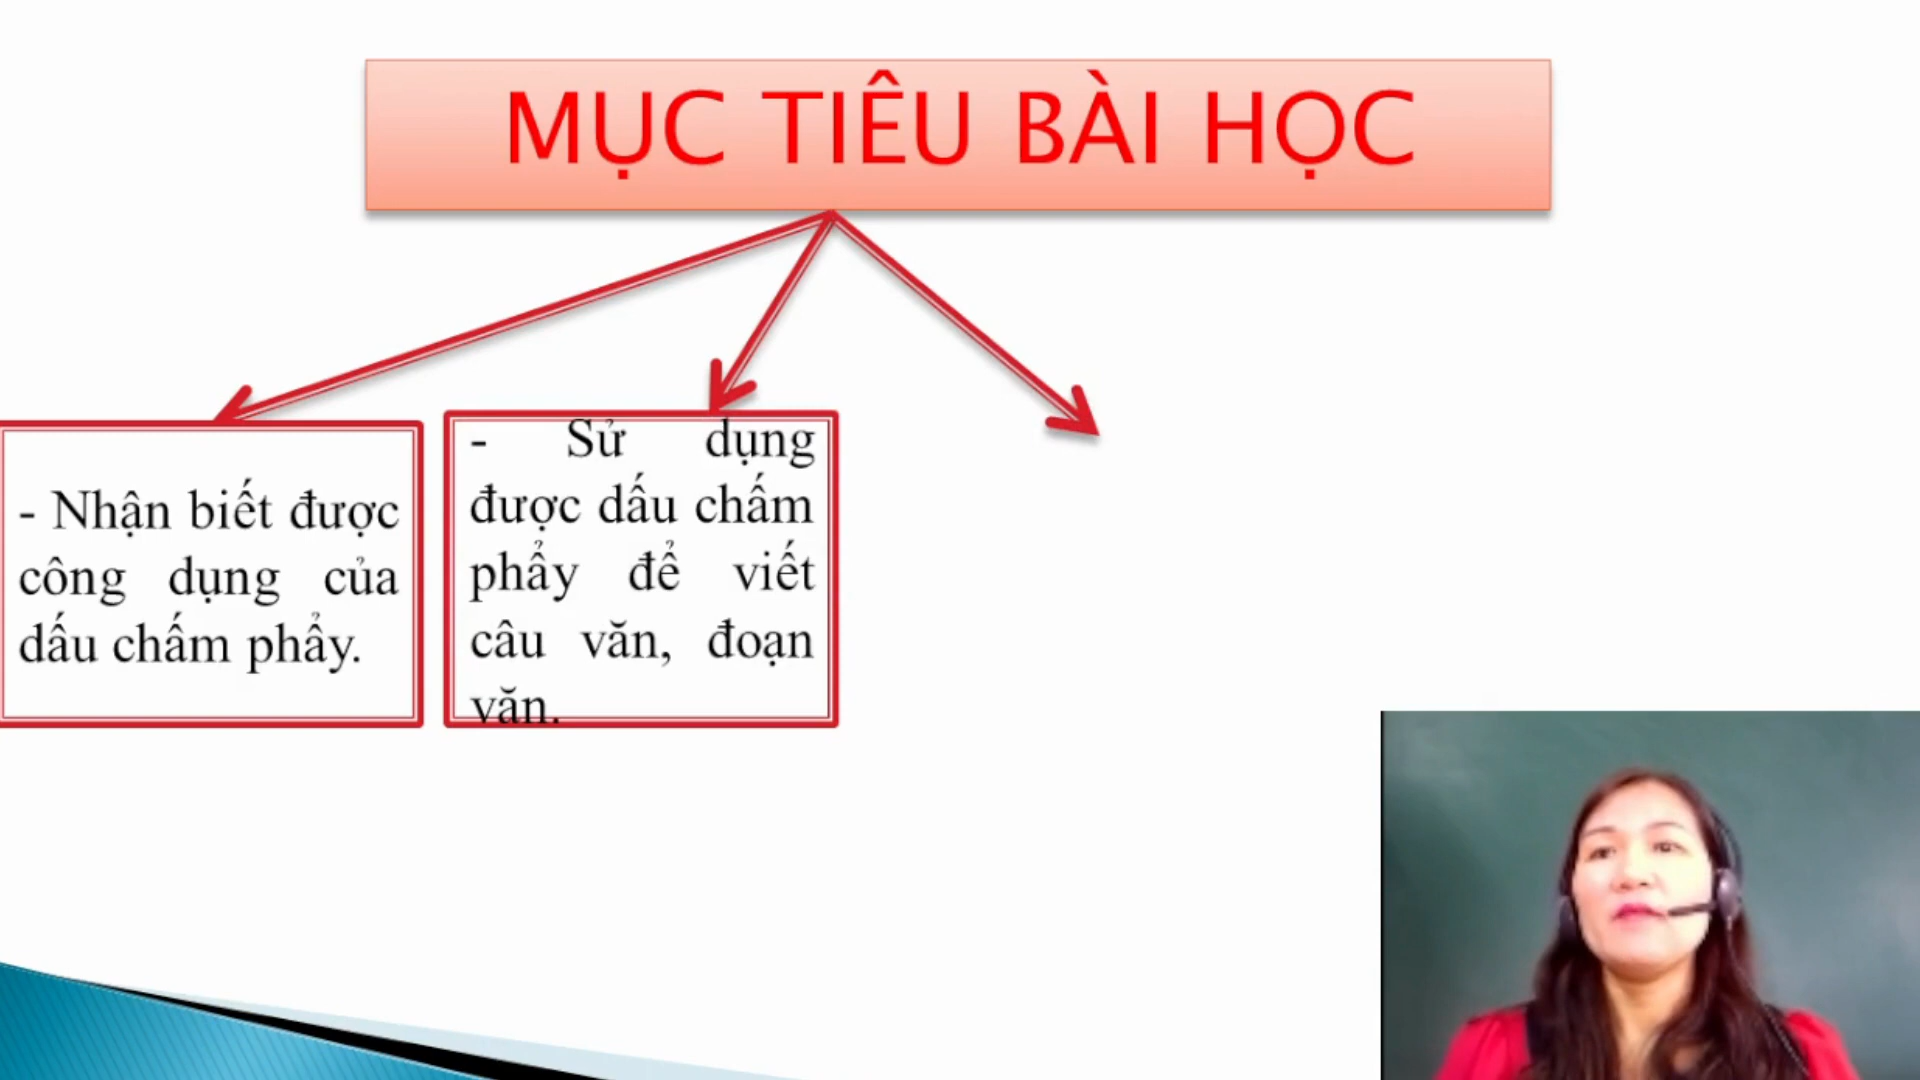 MỤC TIÊU BÀI HỌC
- Nhận biết được
công dụng của
dấu chấm phẩy.
- Sử dụng
được dấu chấm
phẩy để viết
câu văn, đoạn
văn.